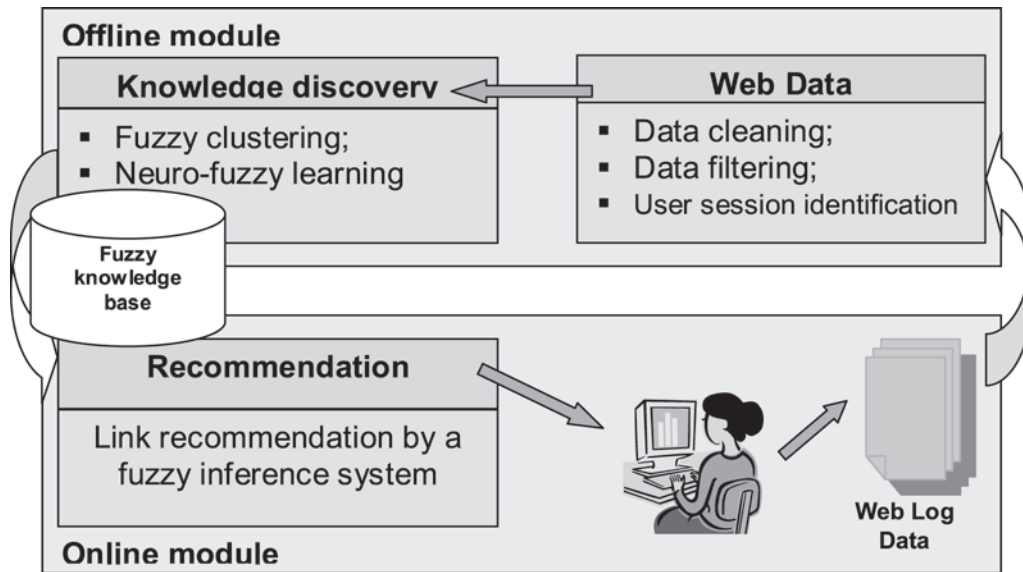 Offline module
Knowledge discovery
▪ Fuzzy clustering;
▪ Neuro-fuzzy learning
Web Data
▪ Data cleaning;
▪ Data filtering;
▪ User session identification
Fuzzy
knowledge
base
Recommendation
Link recommendation by a
fuzzy inference system
Web Log
Data
Online module